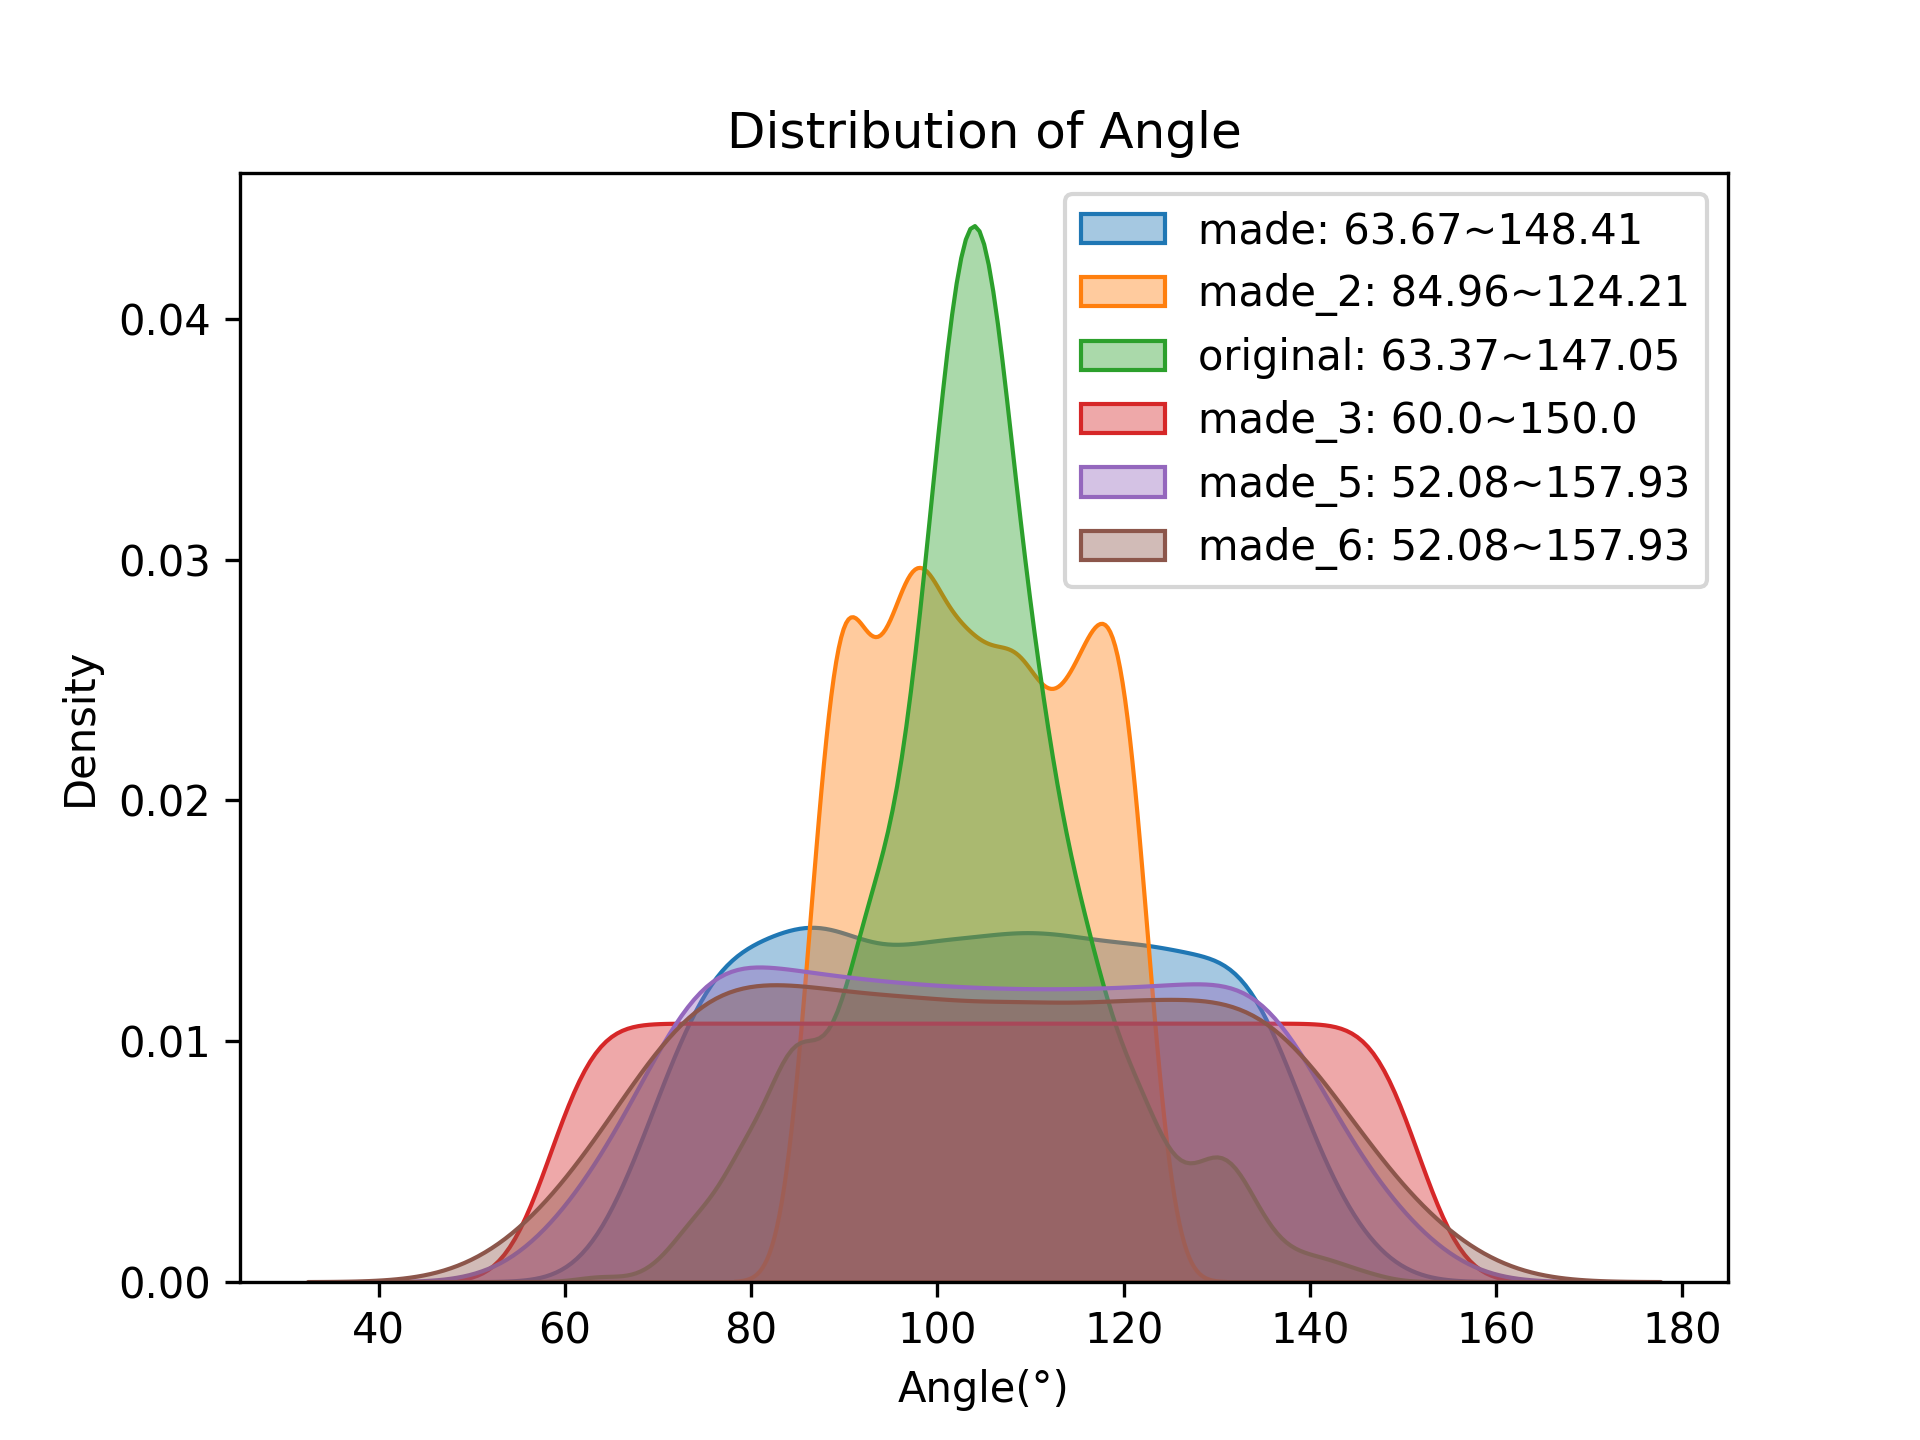 Distribution of Angle
made: 63.67~148.41
made_2: 84.96~124.21
original: 63.37~147.05
made_3: 60.0~150.0
made_5: 52.08~157.93
made_6: 52.08~157.93
0.04
0.03
0.02
0.01
0.00
Density
40 60 80 100 120 140 160 180
Angle(°)